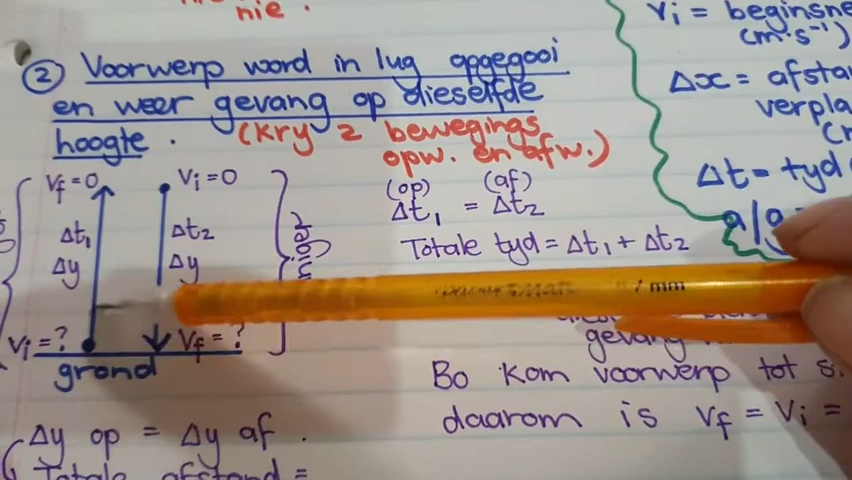 nie.
② Voorwerp word in lug opgegooi
en weer gevang op dieselfde
hoogte. (Kry 2 bewegings
opw. en afw.)
Vf=0
Vi=0
Δt1
Δt2
Δy
Δy
Vi=?
Vf=?
grond
(op) (af)
Δt1 = Δt2
Totale tyd = Δt1 + Δt2
gevang
Bo kom voorwerp tot s
daarom is Vf = Vi =
Δy op = Δy af.
Totale afstand =
Vi = beginsne
(m·s⁻¹)
Δx = afsta
verpla
Δt = tyd
a/g
mm